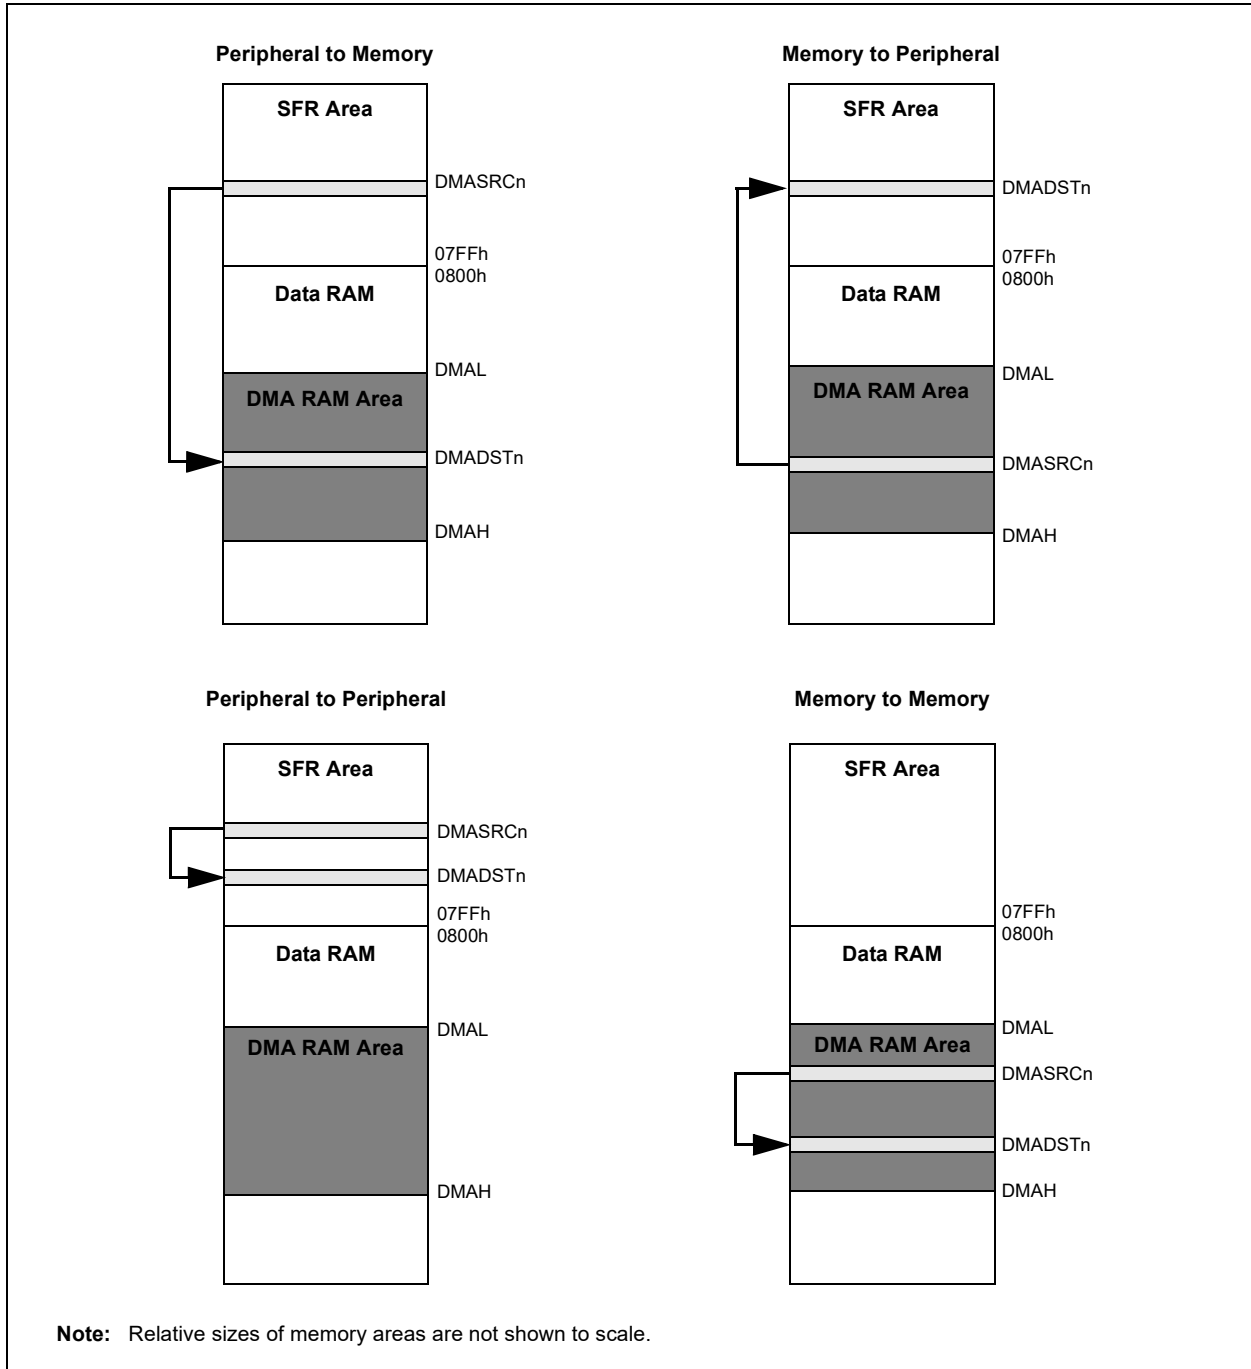 Peripheral to Memory
SFR Area
DMASRCn
07FFh
0800h
Data RAM
DMAL
DMA RAM Area
DMADSTn
DMAH
Memory to Peripheral
SFR Area
DMADSTn
07FFh
0800h
Data RAM
DMAL
DMA RAM Area
DMASRCn
DMAH
Peripheral to Peripheral
SFR Area
DMASRCn
DMADSTn
07FFh
0800h
Data RAM
DMAL
DMA RAM Area
DMAH
Memory to Memory
SFR Area
07FFh
0800h
Data RAM
DMAL
DMA RAM Area
DMASRCn
DMADSTn
DMAH
Note: Relative sizes of memory areas are not shown to scale.